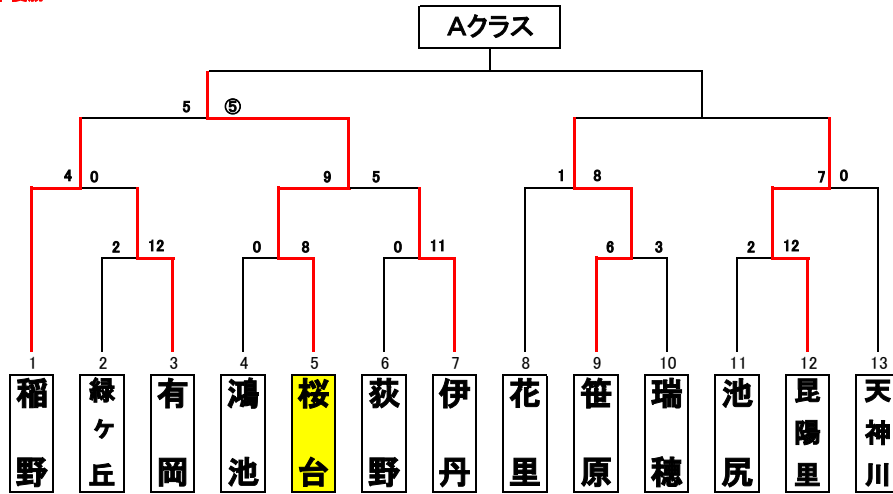 Aクラス
5 ⑤
4 0 9 5 1 8 7 0
2 12 0 8 0 11 6 3 2 12
1 2 3 4 5 6 7 8 9 10 11 12 13
稲野
緑ヶ丘
有岡
鴻池
桜台
荻野
伊丹
花里
笹原
瑞穂
池尻
昆陽里
天神川